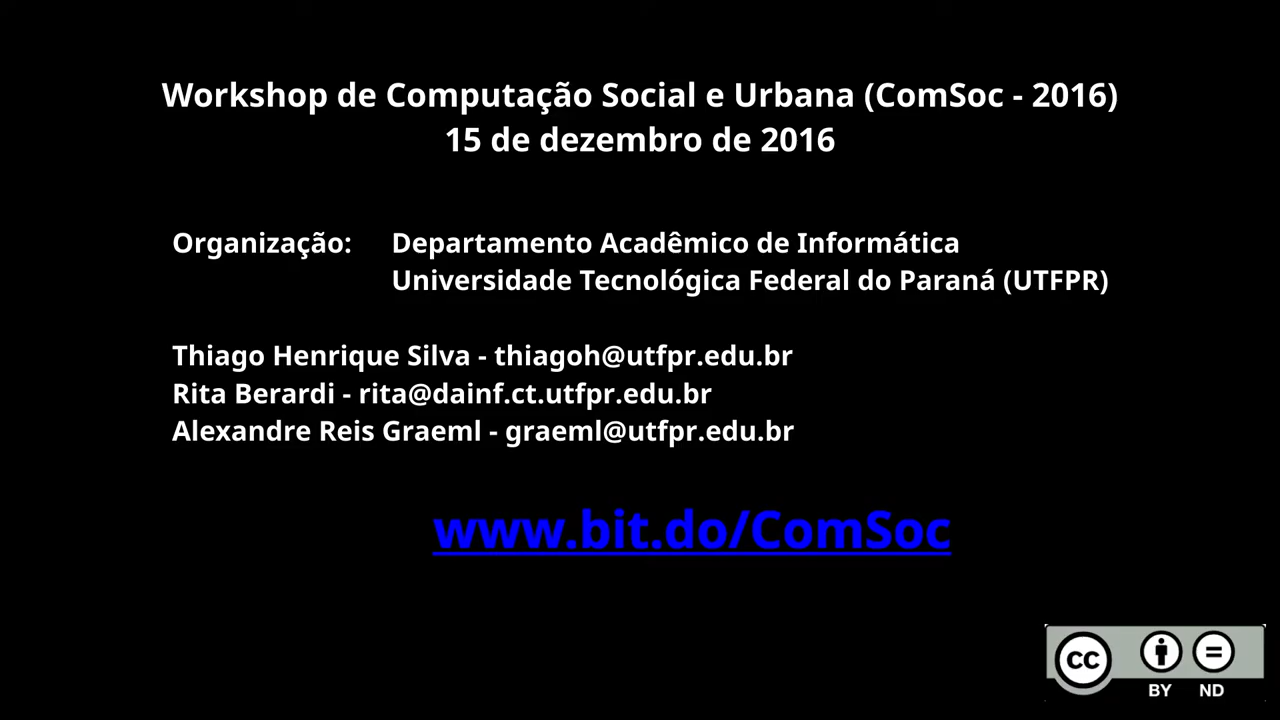 Workshop de Computação Social e Urbana (ComSoc - 2016)
15 de dezembro de 2016
Organização: Departamento Acadêmico de Informática
Universidade Tecnológica Federal do Paraná (UTFPR)
Thiago Henrique Silva - thiagoh@utfpr.edu.br
Rita Berardi - rita@dainf.ct.utfpr.edu.br
Alexandre Reis Graeml - graeml@utfpr.edu.br
www.bit.do/ComSoc
CC
BY ND